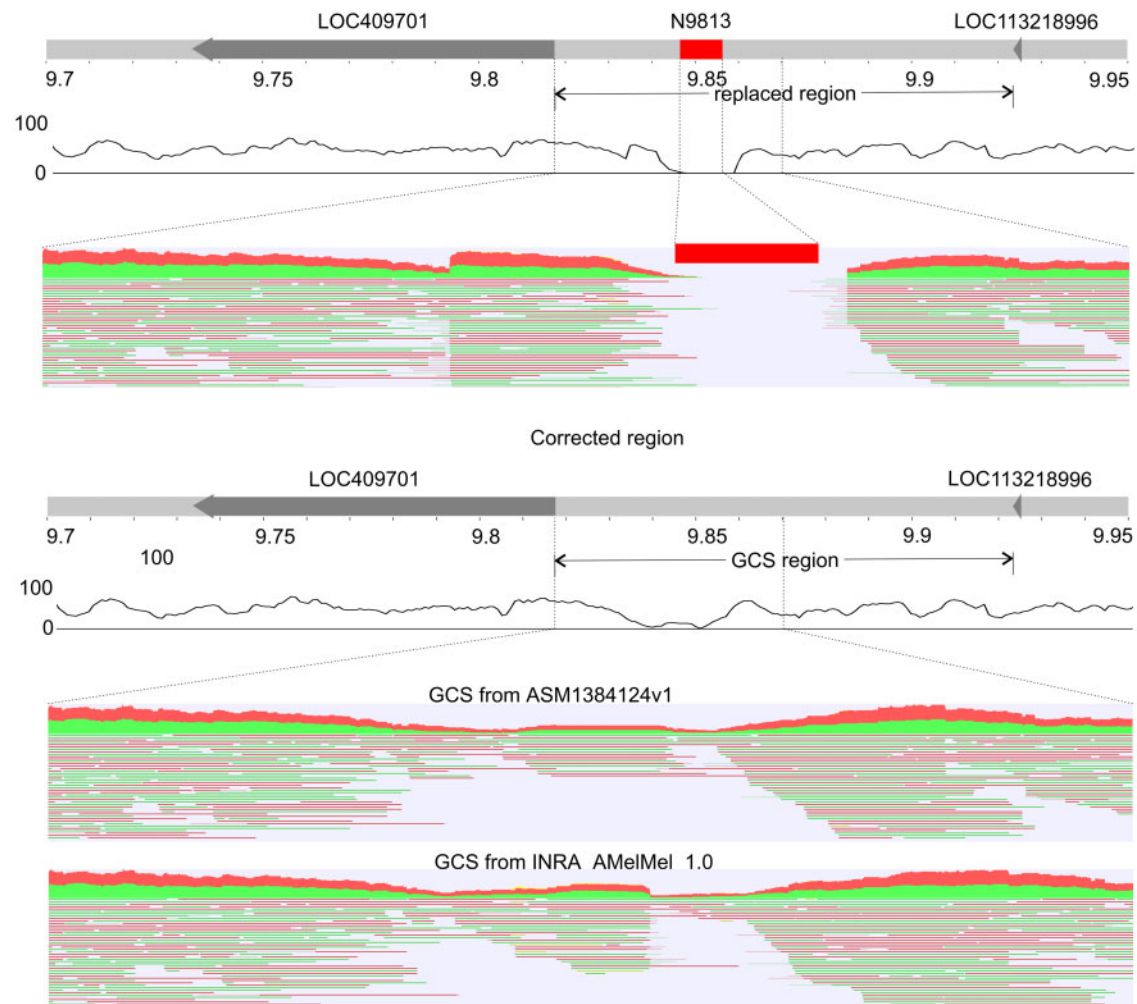 LOC409701 N9813 LOC113218996
9.7 9.75 9.8 9.85 9.9 9.95
replaced region
100
0
Corrected region
LOC409701 LOC113218996
9.7 9.75 9.8 9.85 9.9 9.95
100 GCS region
100
0
GCS from ASM1384124v1
GCS from INRA AMelMel 1.0